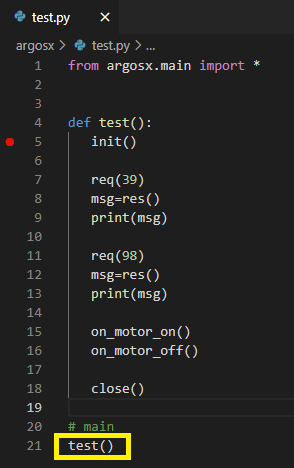 test.py ×
argosx > test.py > ...
1 from argosx.main import *
2
3
4 def test():
5 init()
6
7 req(39)
8 msg=res()
9 print(msg)
10
11 req(98)
12 msg=res()
13 print(msg)
14
15 on_motor_on()
16 on_motor_off()
17
18 close()
19
20 # main
21 test()